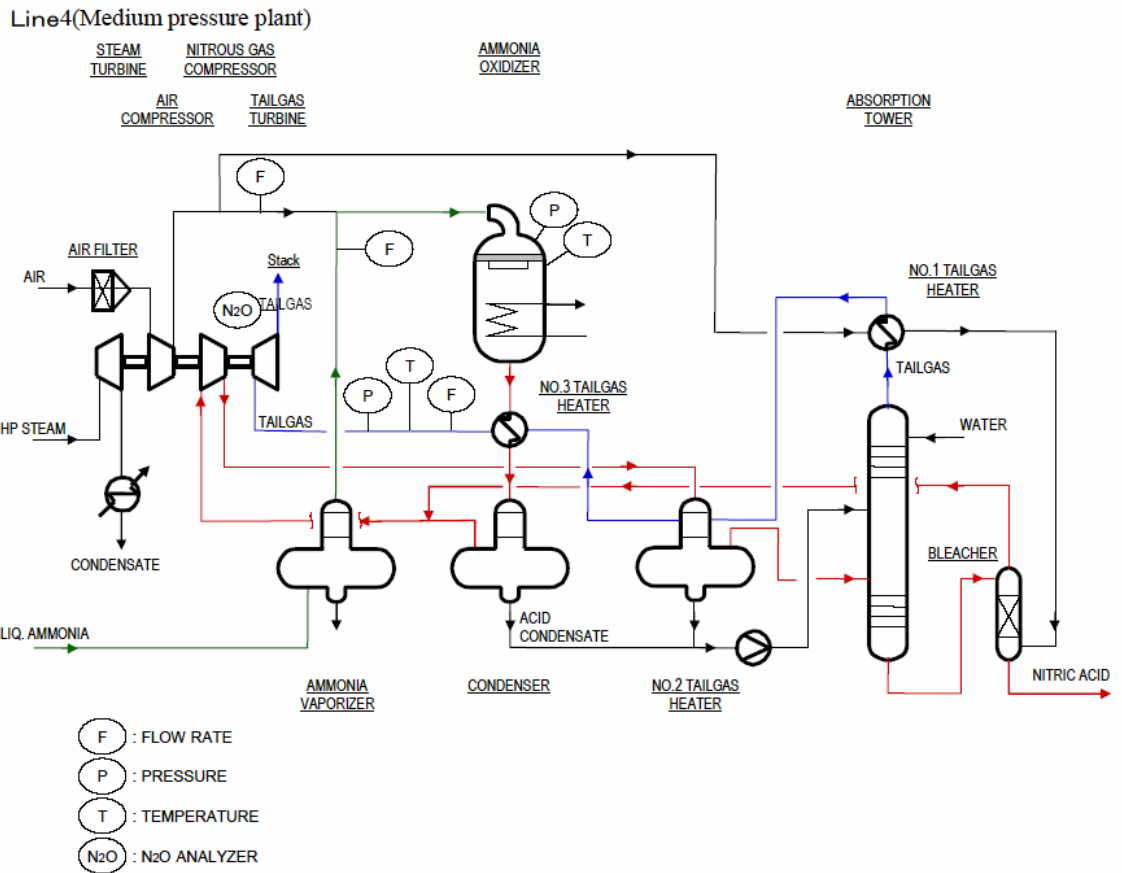 Line4(Medium pressure plant)
STEAM
TURBINE
NITROUS GAS
COMPRESSOR
AMMONIA
OXIDIZER
AIR
COMPRESSOR
TAILGAS
TURBINE
ABSORPTION
TOWER
F
P
T
F
AIR FILTER
Stack
NO.1 TAILGAS
HEATER
AIR
N2O
TAILGAS
TAILGAS
T
P
F
NO.3 TAILGAS
HEATER
TAILGAS
HP STEAM
WATER
CONDENSATE
BLEACHER
LIQ. AMMONIA
ACID
CONDENSATE
NITRIC ACID
AMMONIA
VAPORIZER
CONDENSER
NO.2 TAILGAS
HEATER
F : FLOW RATE
P : PRESSURE
T : TEMPERATURE
N2O : N2O ANALYZER